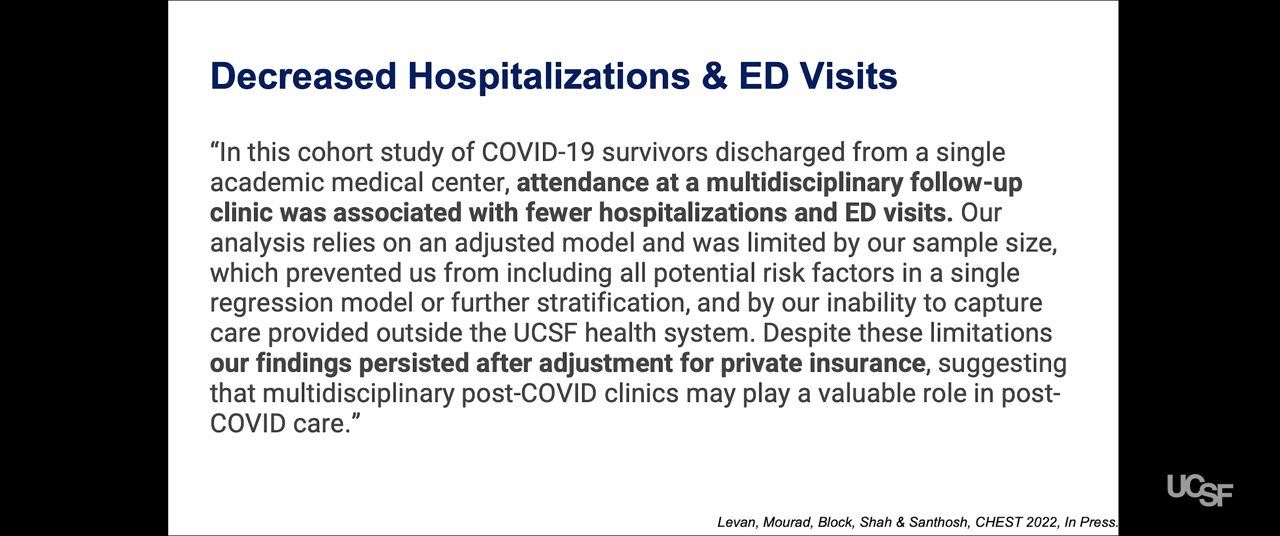 Decreased Hospitalizations & ED Visits
“In this cohort study of COVID-19 survivors discharged from a single
academic medical center, attendance at a multidisciplinary follow-up
clinic was associated with fewer hospitalizations and ED visits. Our
analysis relies on an adjusted model and was limited by our sample size,
which prevented us from including all potential risk factors in a single
regression model or further stratification, and by our inability to capture
care provided outside the UCSF health system. Despite these limitations
our findings persisted after adjustment for private insurance, suggesting
that multidisciplinary post-COVID clinics may play a valuable role in post-
COVID care.”
UCSF
Levan, Mourad, Block, Shah & Santhosh, CHEST 2022, In Press.